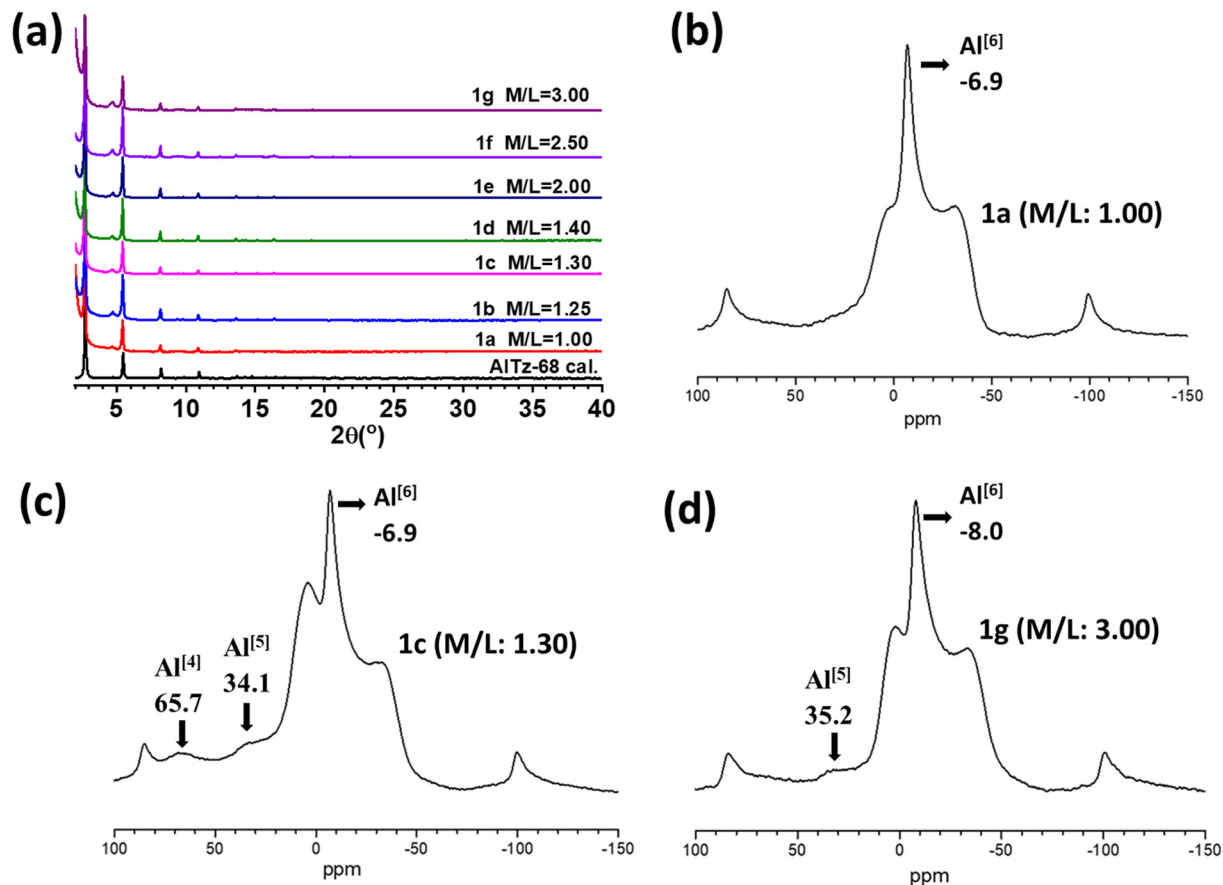 (a)
1g M/L=3.00
1f M/L=2.50
1e M/L=2.00
1d M/L=1.40
1c M/L=1.30
1b M/L=1.25
1a M/L=1.00
AlTz-68 cal.
5 10 15 20 25 30 35 40
2θ(°)
(b)
Al[6]
-6.9
1a (M/L: 1.00)
100 50 0 -50 -100 -150
ppm
(c)
Al[6]
-6.9
1c (M/L: 1.30)
Al[4]
65.7
Al[5]
34.1
100 50 0 -50 -100 -150
ppm
(d)
Al[6]
-8.0
1g (M/L: 3.00)
Al[5]
35.2
100 50 0 -50 -100 -150
ppm